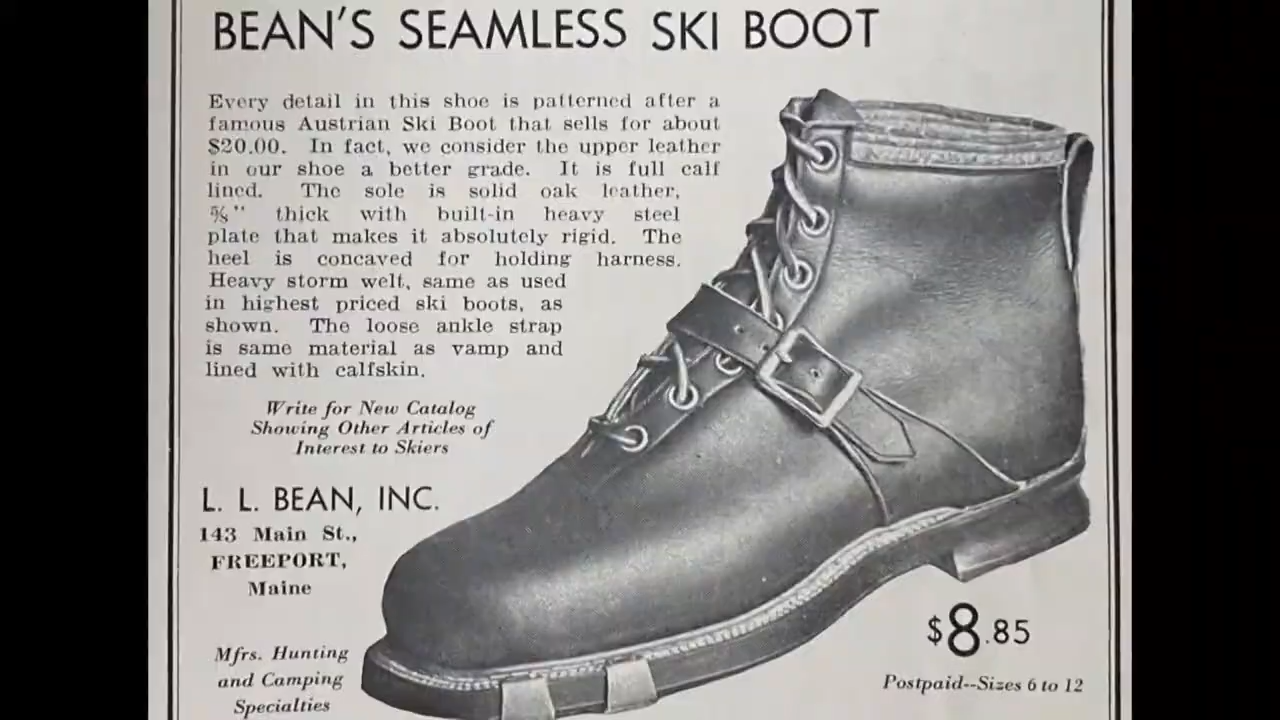 BEAN'S SEAMLESS SKI BOOT
Every detail in this shoe is patterned after a
famous Austrian Ski Boot that sells for about
$20.00. In fact, we consider the upper leather
in our shoe a better grade. It is full calf
lined. The sole is solid oak leather,
⅝" thick with built-in heavy steel
plate that makes it absolutely rigid. The
heel is concaved for holding harness.
Heavy storm welt, same as used
in highest priced ski boots, as
shown. The loose ankle strap
is same material as vamp and
lined with calfskin.
Write for New Catalog
Showing Other Articles of
Interest to Skiers
L. L. BEAN, INC.
143 Main St.,
FREEPORT,
Maine
Mfrs. Hunting
and Camping
Specialties
$8.85
Postpaid--Sizes 6 to 12